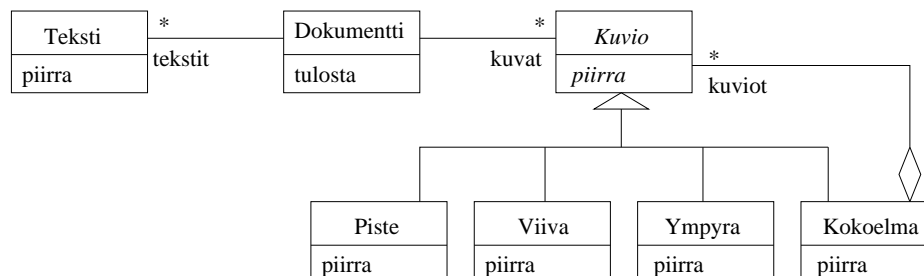 Teksti
piirra
*
tekstit
Dokumentti
tulosta
*
kuvat
Kuvio
piirra
*
kuviot
Piste
piirra
Viiva
piirra
Ympyra
piirra
Kokoelma
piirra